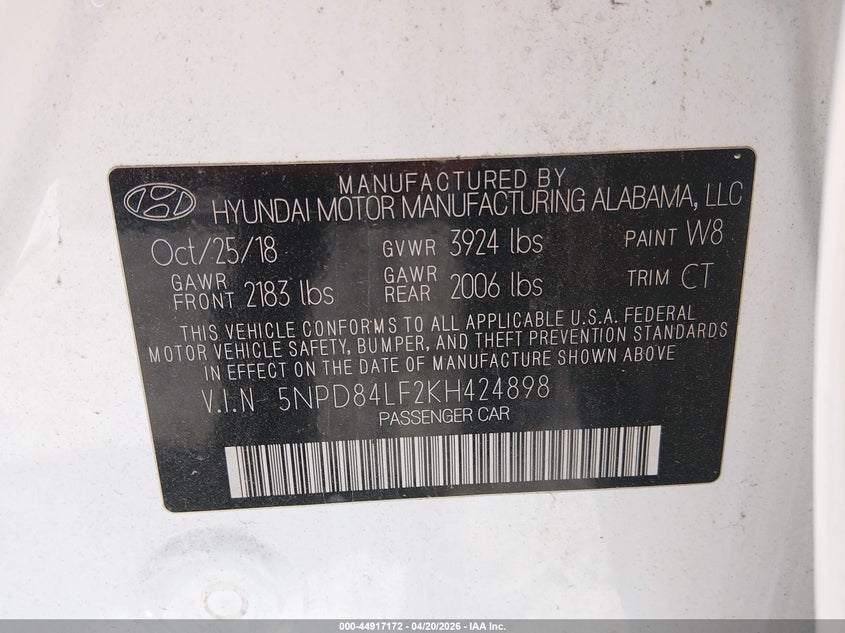 MANUFACTURED BY
HYUNDAI MOTOR MANUFACTURING ALABAMA, LLC
Oct/25/18 GVWR 3924 lbs PAINT W8
GAWR FRONT 2183 lbs GAWR REAR 2006 lbs TRIM CT
THIS VEHICLE CONFORMS TO ALL APPLICABLE U.S.A. FEDERAL
MOTOR VEHICLE SAFETY, BUMPER, AND THEFT PREVENTION STANDARDS
IN EFFECT ON THE DATE OF MANUFACTURE SHOWN ABOVE
V.I.N 5NPD84LF2KH424898
PASSENGER CAR
000-44917172 - 04/20/2026 - IAA Inc.